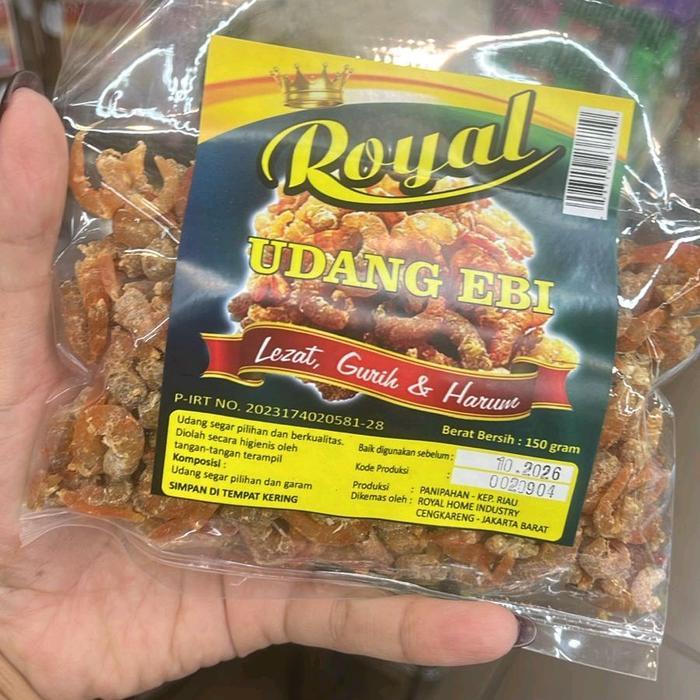 Royal
UDANG EBI
Lezat, Gurih & Harum
P-IRT NO. 2023174020581-28
Berat Bersih : 150 gram
Udang segar pilihan dan berkualitas.
Diolah secara higienis oleh
tangan-tangan terampil
Komposisi :
Udang segar pilihan dan garam
SIMPAN DI TEMPAT KERING
Baik digunakan sebelum : 10.2026
Kode Produksi : 0020904
Produksi : PANIPAHAN - KEP. RIAU
Dikemas oleh : ROYAL HOME INDUSTRY
CENGKARENG - JAKARTA BARAT